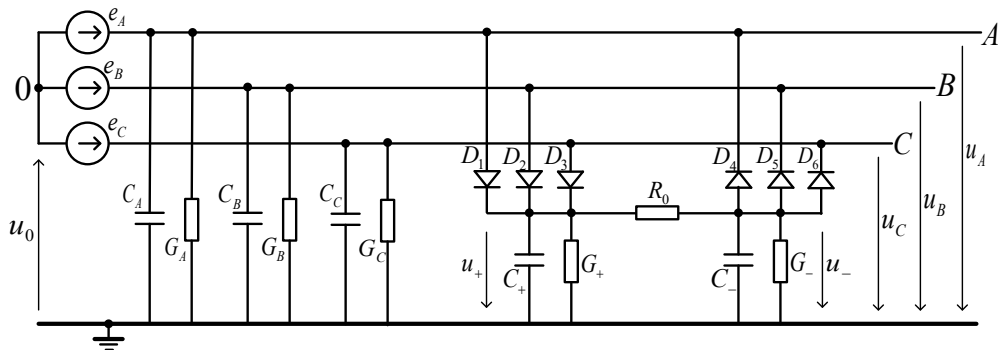 e_A
A
0
e_B
B
e_C
C
D_1
D_2
D_3
D_4
D_5
D_6
u_A
C_A
C_B
C_C
R_0
u_B
u_0
G_A
G_B
G_C
u_C
u_+
C_+
G_+
C_−
G_−
u_−